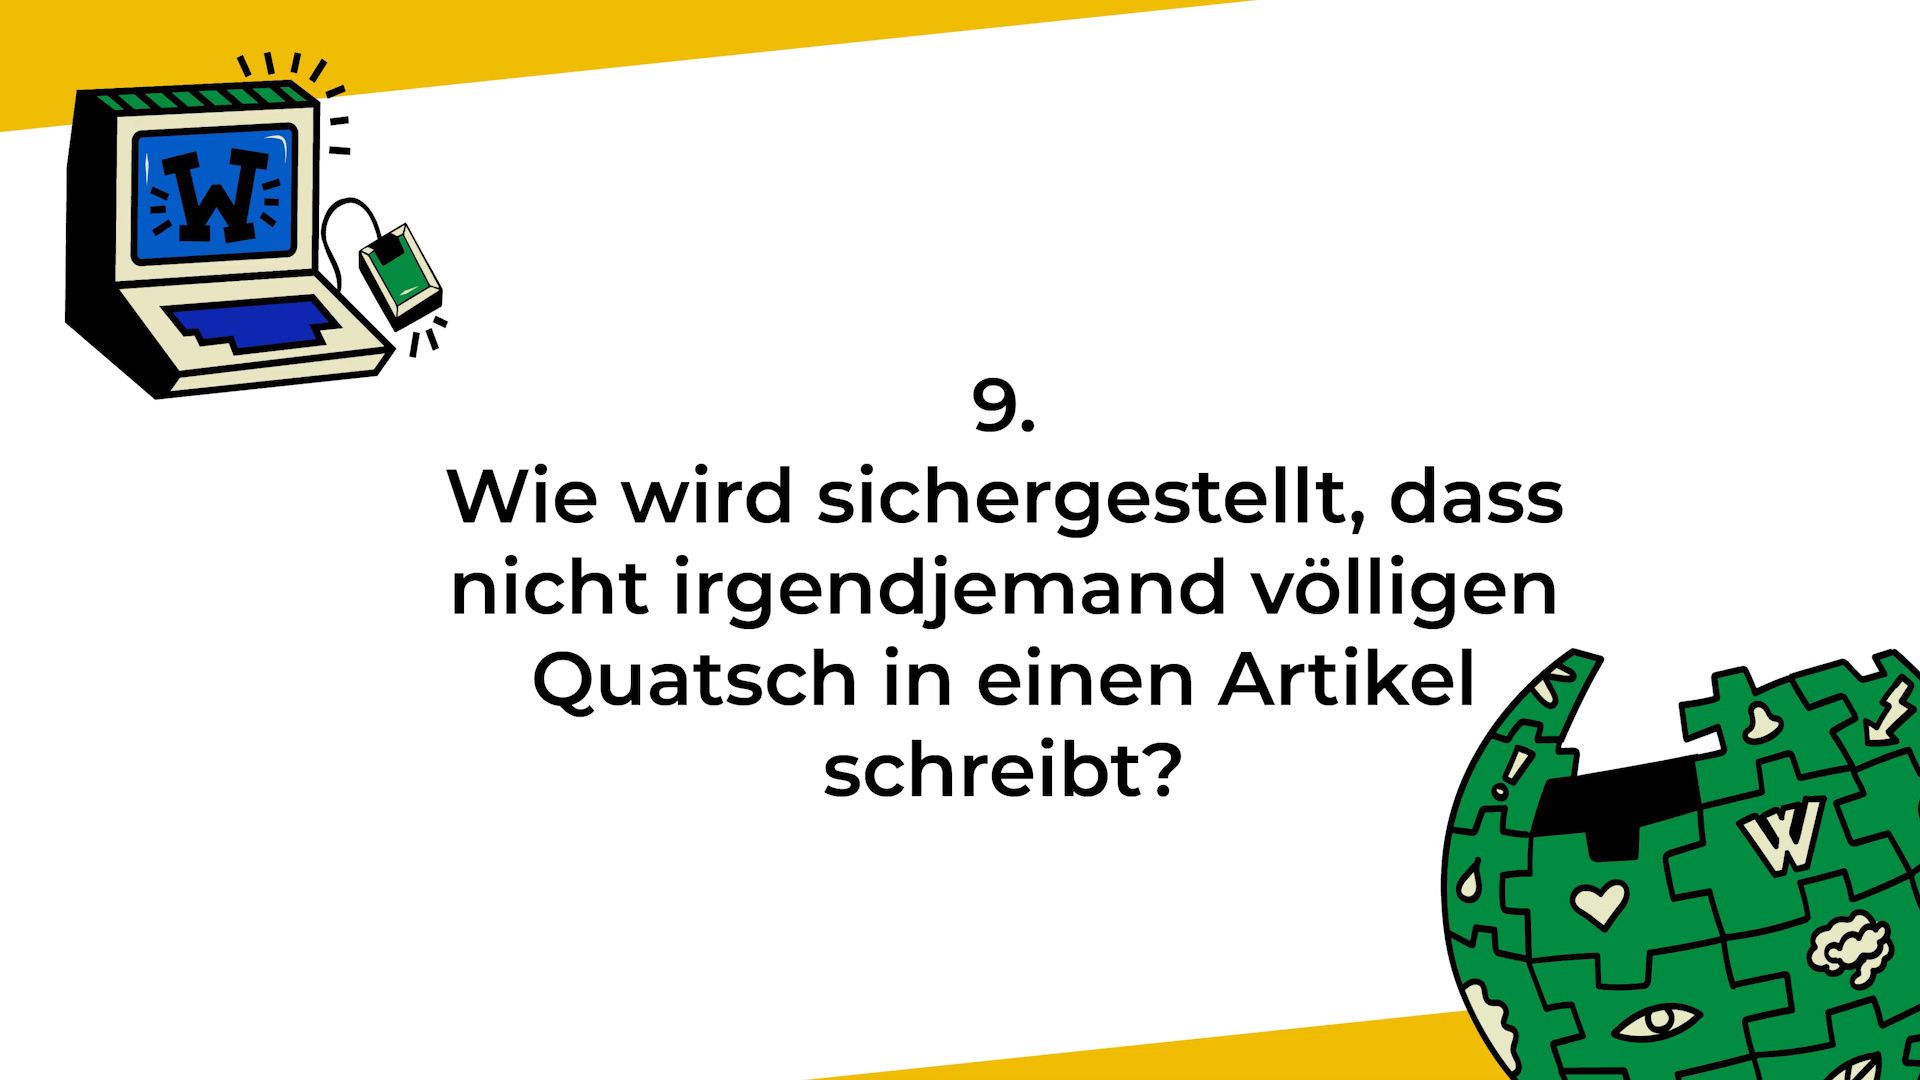 W
9.
Wie wird sichergestellt, dass
nicht irgendjemand völligen
Quatsch in einen Artikel
schreibt?
W